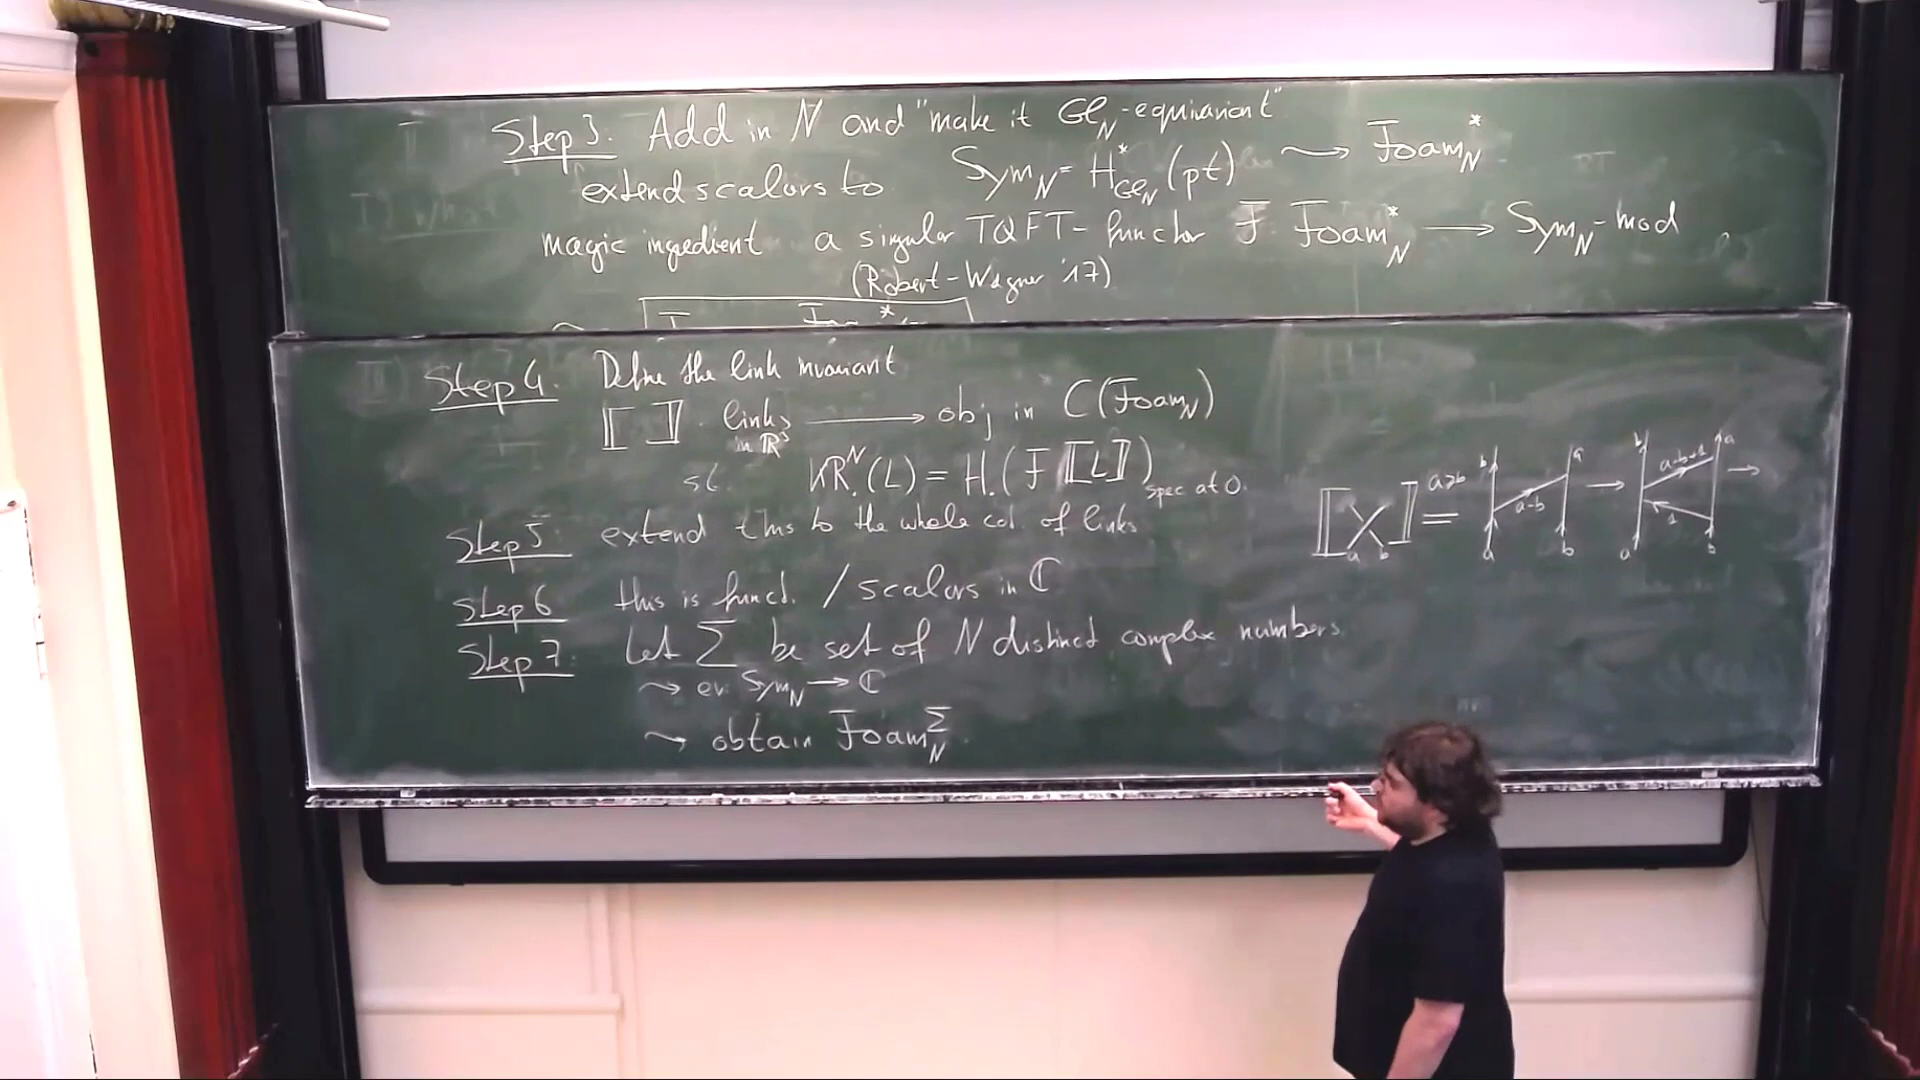 Step 3. Add in N and "make it GL_N-equivariant"
extend scalars to Sym_N = H*_{GL_N}(pt) ⇝ Foam*_N
magic ingredient a singular TQFT-functor F: Foam*_N ⟶ Sym_N-mod
(Robert-Wagner '17)
Step 4. Define the link invariant
⟦ ⟧ : links in R³ ⟶ obj in C(Foam_N)
st. KR^N.(L) = H.(F⟦L⟧) spec at 0.
⟦X⟧ = a b a≥b b a a-b a b → b a a-b+1 1 a b →
Step 5: extend this to the whole cat. of links
Step 6 this is funct. / scalars in ℂ
Step 7: Let Σ be set of N distinct complex numbers.
⇝ ev: Sym_N → ℂ
⇝ obtain Foam^Σ_N.